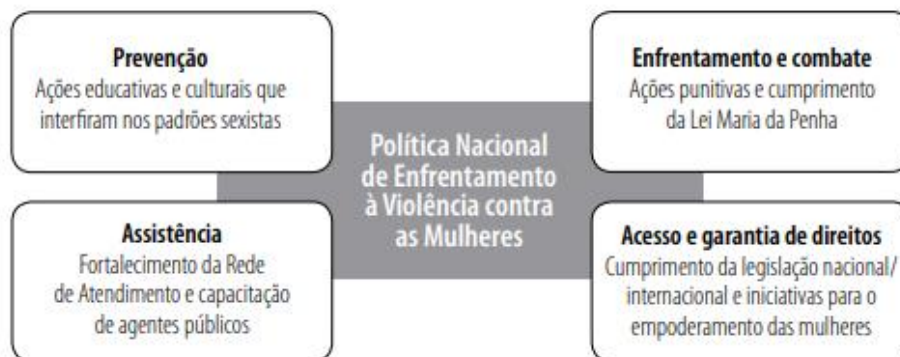 Prevenção
Ações educativas e culturais que
interfiram nos padrões sexistas
Enfrentamento e combate
Ações punitivas e cumprimento
da Lei Maria da Penha
Política Nacional
de Enfrentamento
à Violência contra
as Mulheres
Assistência
Fortalecimento da Rede
de Atendimento e capacitação
de agentes públicos
Acesso e garantia de direitos
Cumprimento da legislação nacional/
internacional e iniciativas para o
empoderamento das mulheres